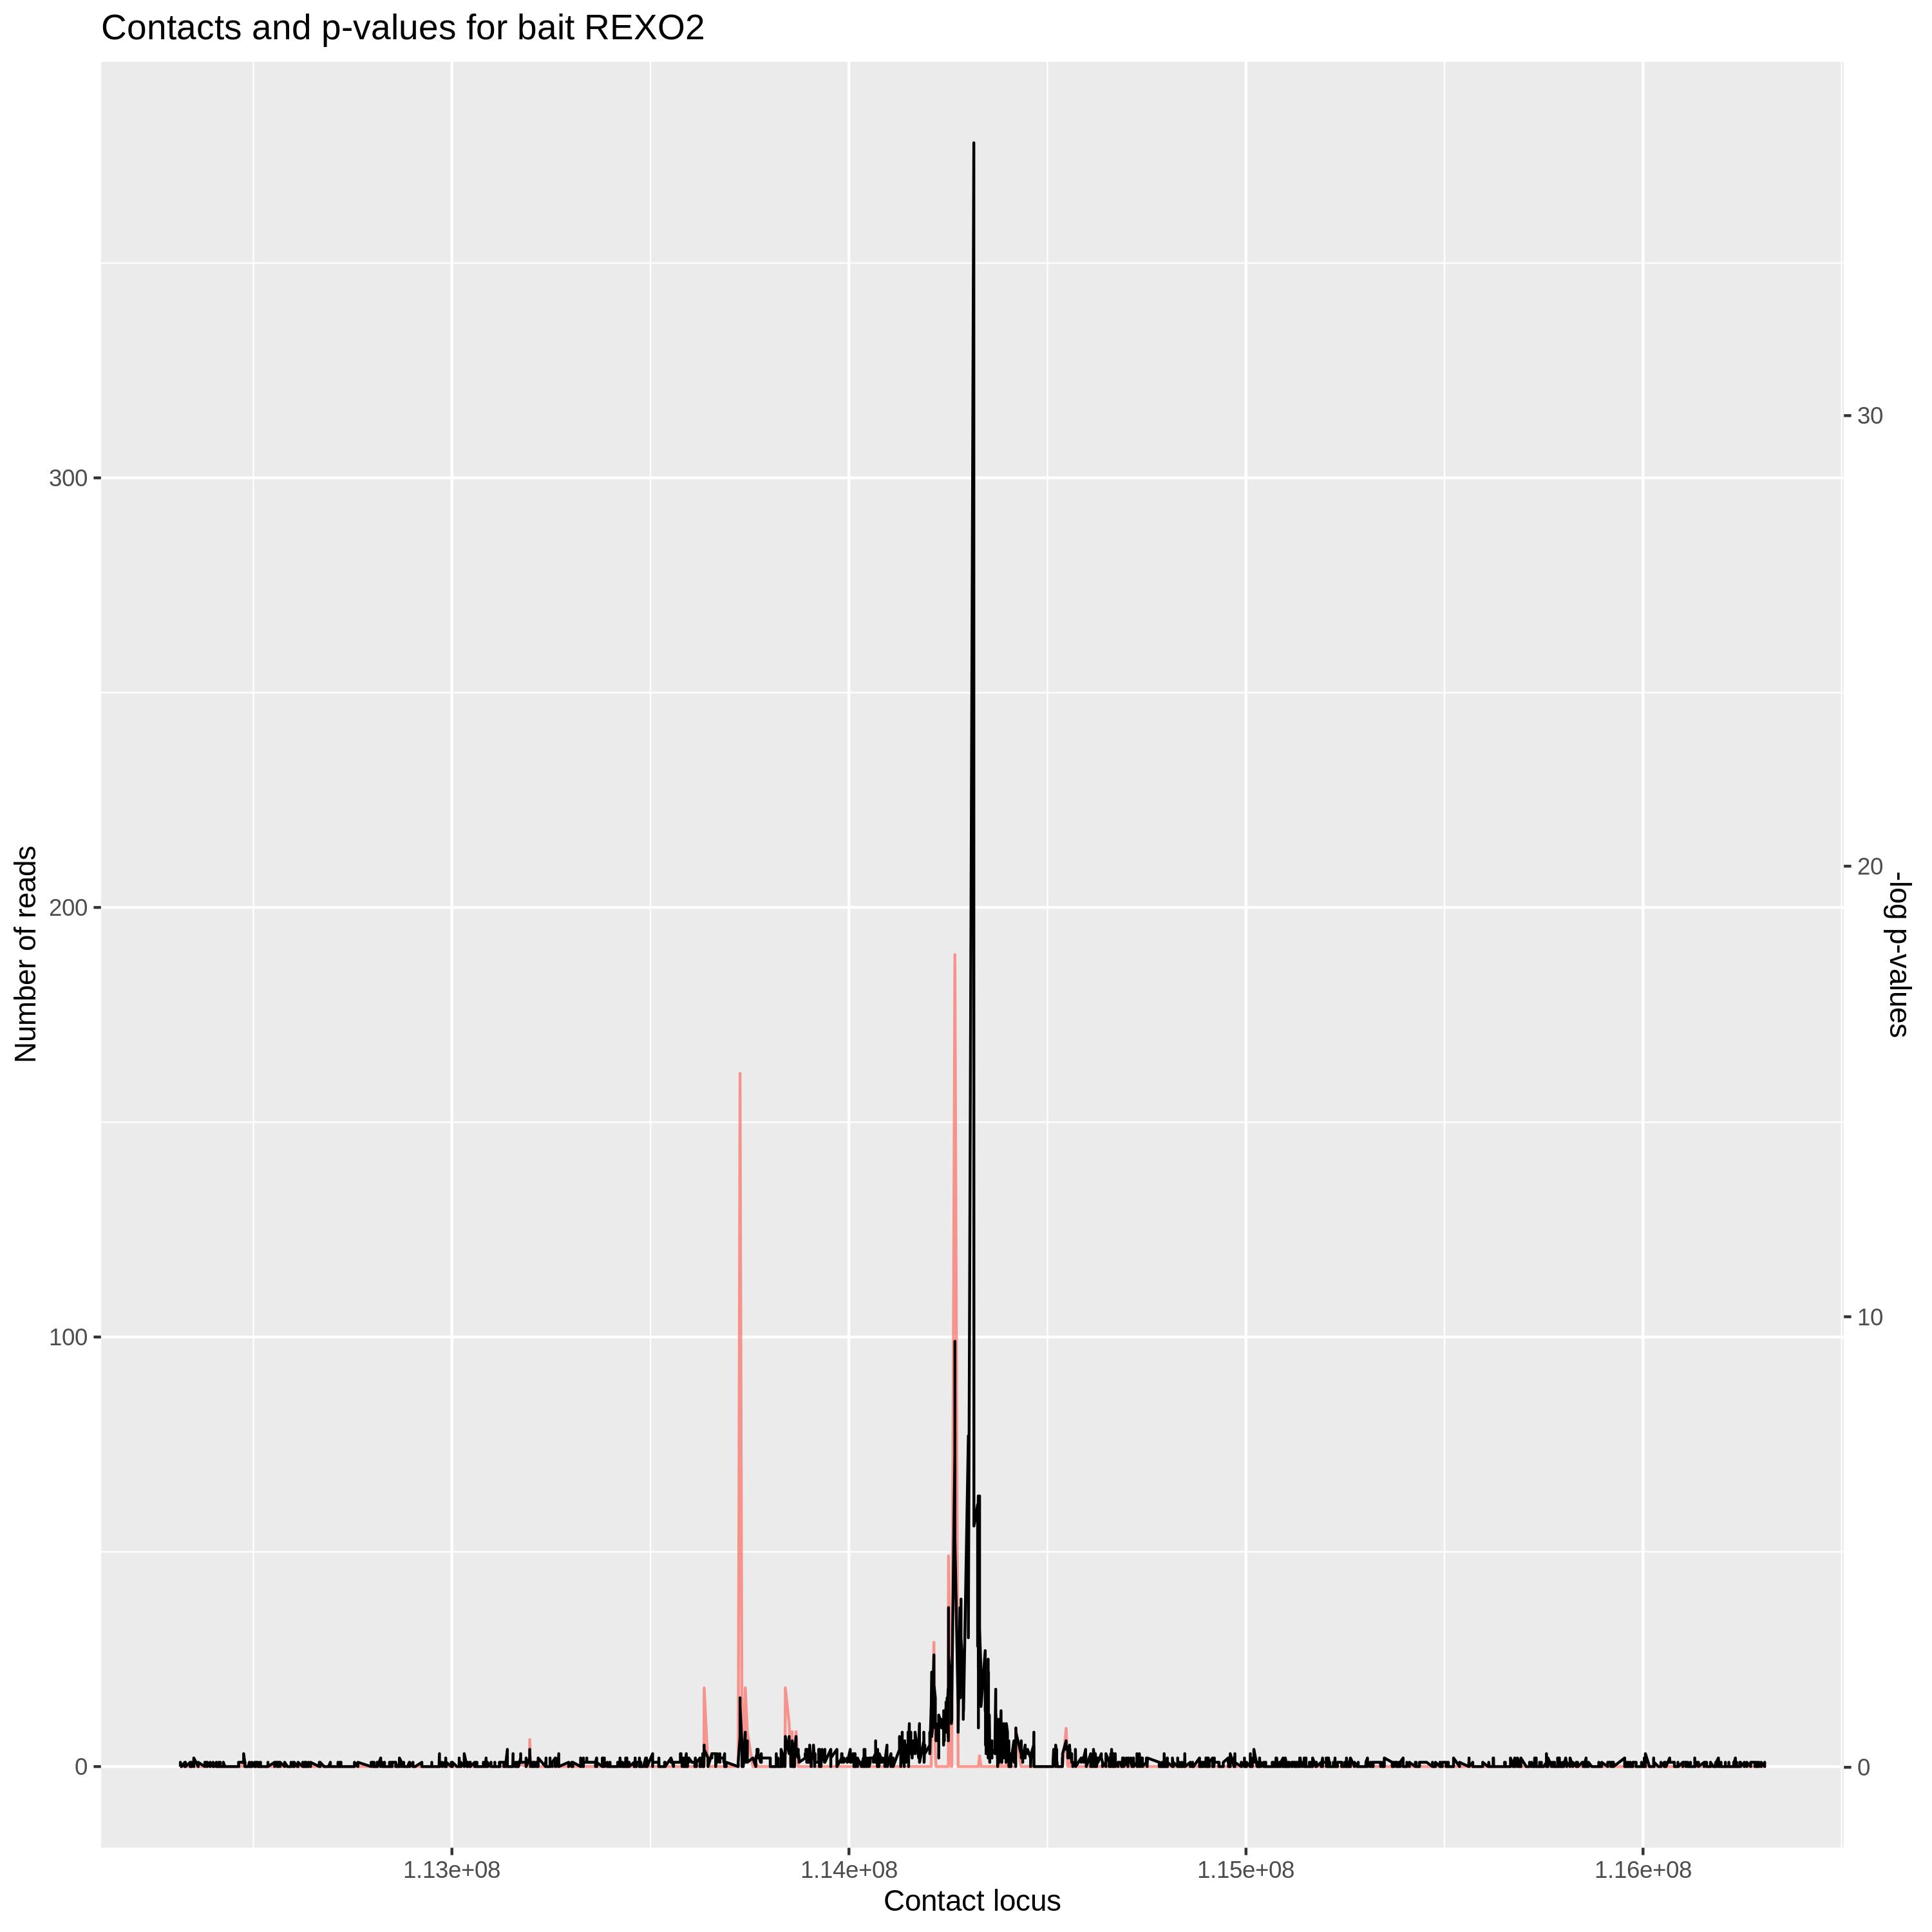 Contacts and p-values for bait REXO2
Number of reads
300
200
100
0
30
20
10
0
-log p-values
1.13e+08 1.14e+08 1.15e+08 1.16e+08
Contact locus